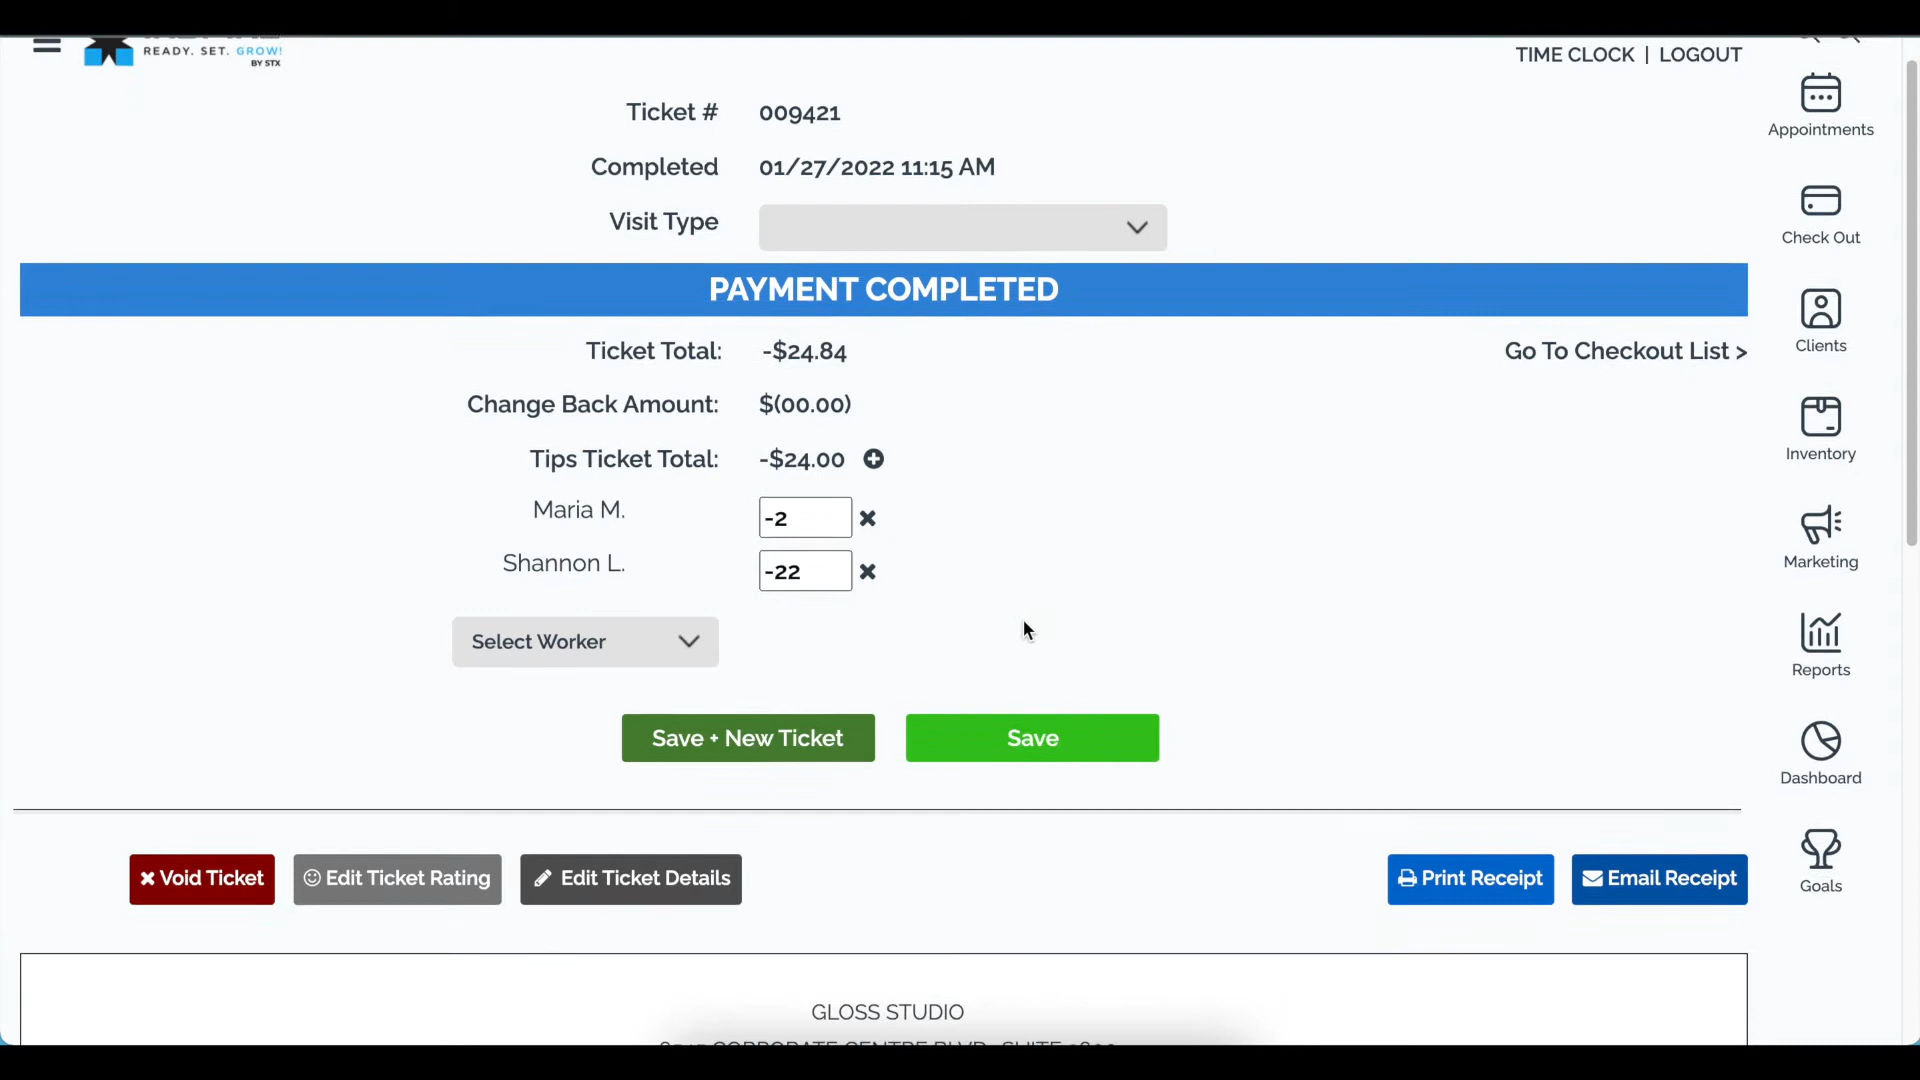 READY. SET. GROW!
BY STX
TIME CLOCK | LOGOUT
Ticket # 009421
Completed 01/27/2022 11:15 AM
Visit Type
PAYMENT COMPLETED
Ticket Total: -$24.84
Go To Checkout List >
Change Back Amount: $(00.00)
Tips Ticket Total: -$24.00
Maria M. -2
Shannon L. -22
Select Worker
Save + New Ticket
Save
Void Ticket
Edit Ticket Rating
Edit Ticket Details
Print Receipt
Email Receipt
GLOSS STUDIO
Appointments
Check Out
Clients
Inventory
Marketing
Reports
Dashboard
Goals